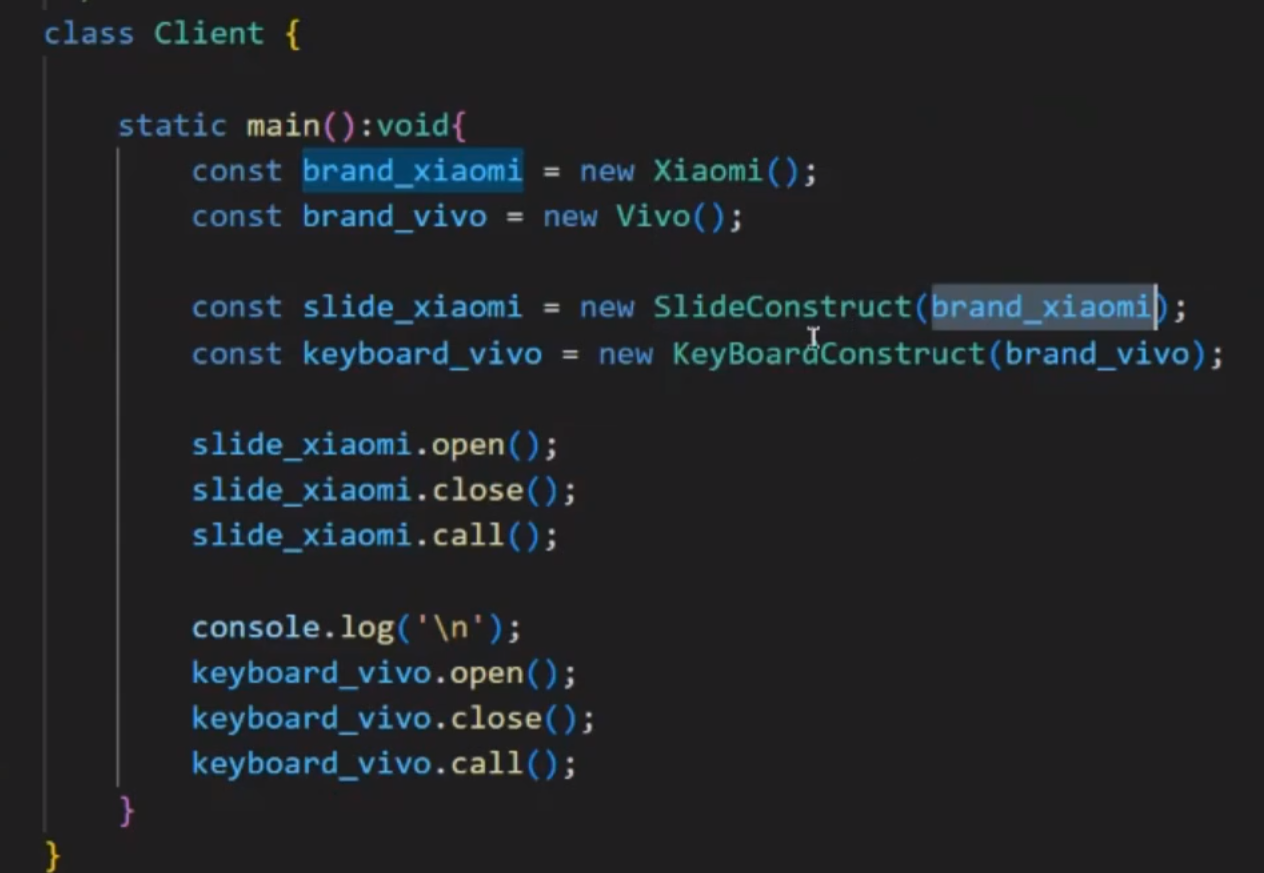 class Client {
static main():void{
const brand_xiaomi = new Xiaomi();
const brand_vivo = new Vivo();
const slide_xiaomi = new SlideConstruct(brand_xiaomi);
const keyboard_vivo = new KeyBoardConstruct(brand_vivo);
slide_xiaomi.open();
slide_xiaomi.close();
slide_xiaomi.call();
console.log('\n');
keyboard_vivo.open();
keyboard_vivo.close();
keyboard_vivo.call();
}
}